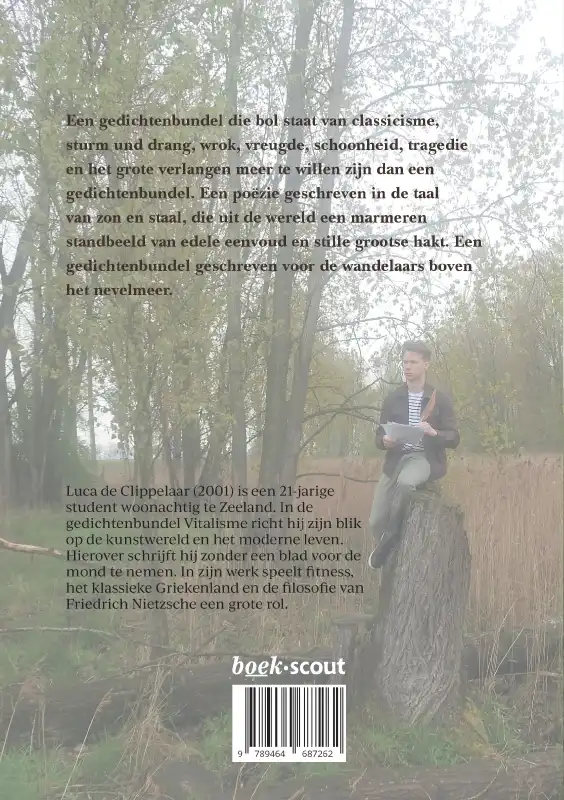 Een gedichtenbundel die bol staat van classicisme,
sturm und drang, wrok, vreugde, schoonheid, tragedie
en het grote verlangen meer te willen zijn dan een
gedichtenbundel. Een poëzie geschreven in de taal
van zon en staal, die uit de wereld een marmeren
standbeeld van edele eenvoud en stille grootse hakt. Een
gedichtenbundel geschreven voor de wandelaars boven
het nevelmeer.
Luca de Clippelaar (2001) is een 21-jarige
student woonachtig te Zeeland. In de
gedichtenbundel Vitalisme richt hij zijn blik
op de kunstwereld en het moderne leven.
Hierover schrijft hij zonder een blad voor de
mond te nemen. In zijn werk speelt fitness,
het klassieke Griekenland en de filosofie van
Friedrich Nietzsche een grote rol.
boek·scout
9 789464 687262